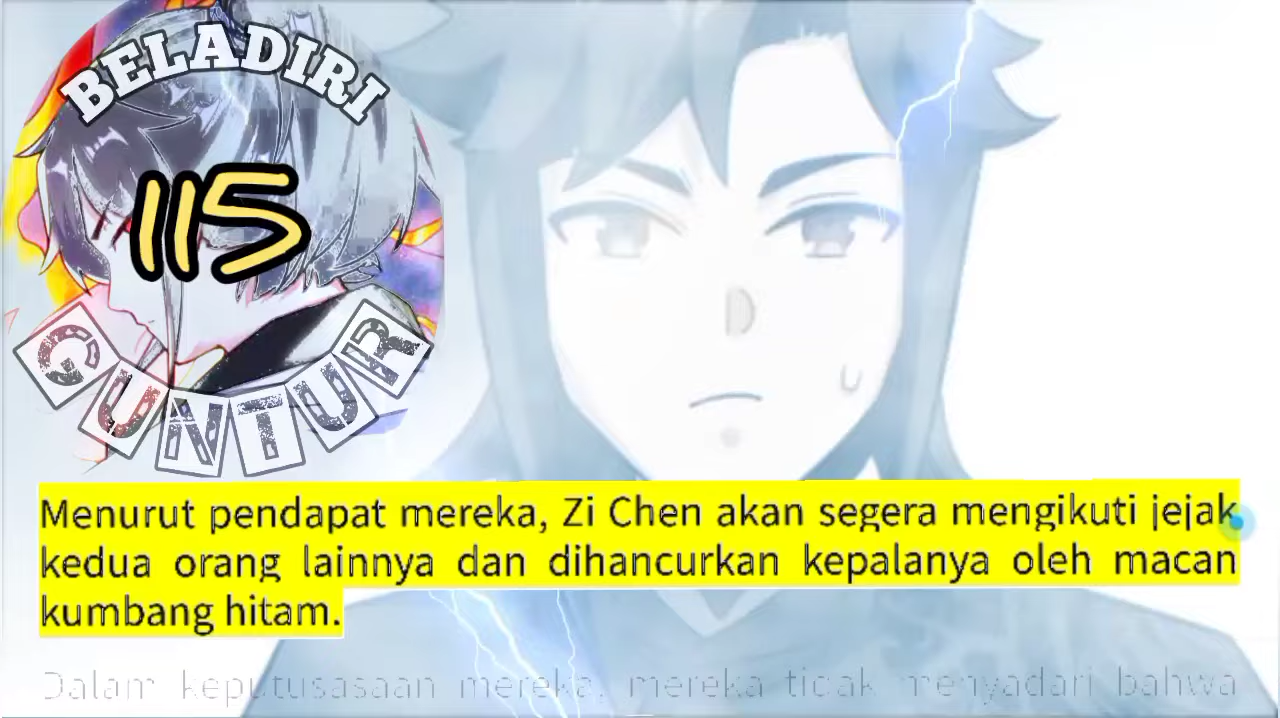 BELADIRI
115
GUNTUR
Menurut pendapat mereka, Zi Chen akan segera mengikuti jejak
kedua orang lainnya dan dihancurkan kepalanya oleh macan
kumbang hitam.
Dalam keputusasaan mereka, mereka tidak menyadari bahwa